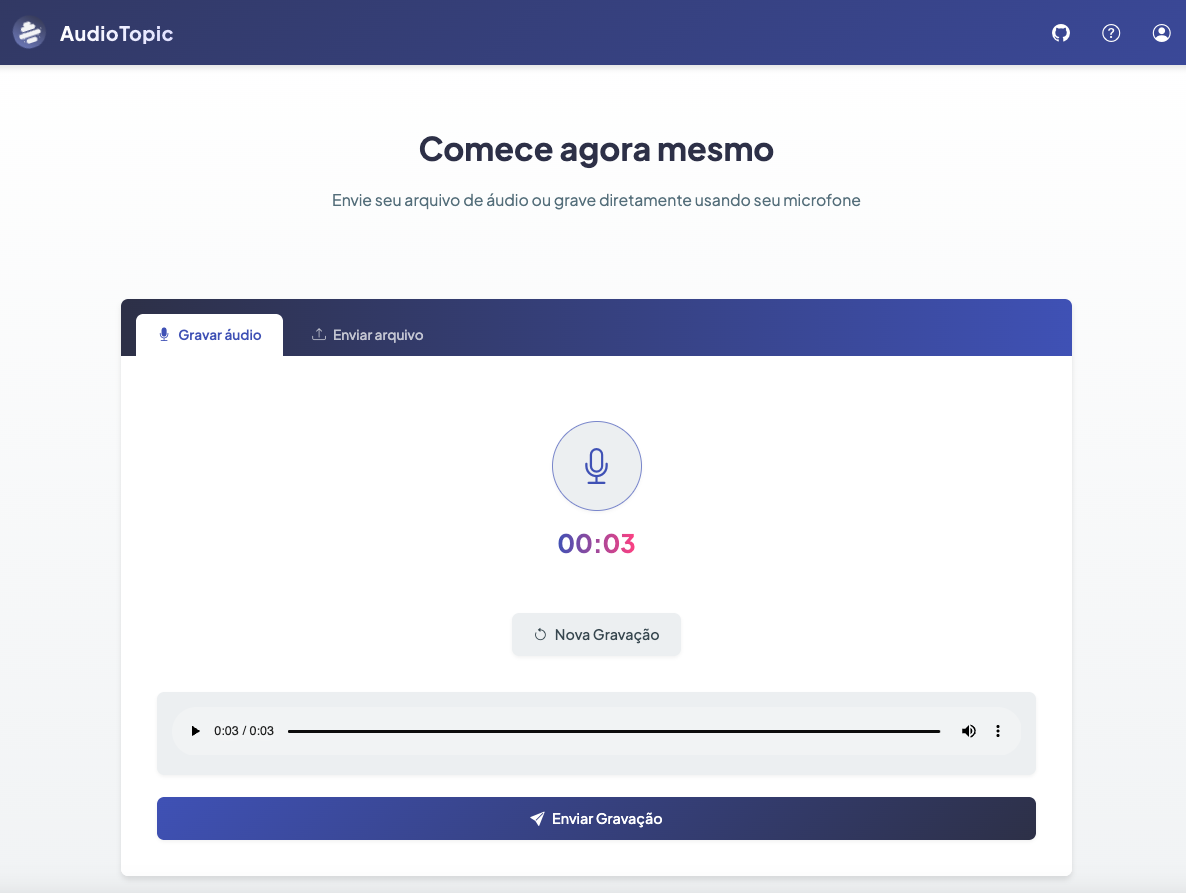 AudioTopic
Comece agora mesmo
Envie seu arquivo de áudio ou grave diretamente usando seu microfone
Gravar áudio
Enviar arquivo
00:03
Nova Gravação
0:03 / 0:03
Enviar Gravação